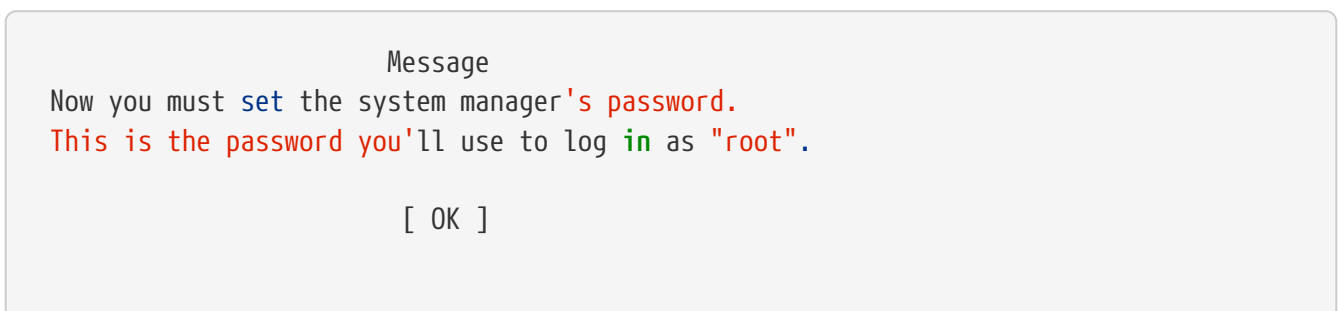 Message
Now you must set the system manager's password.
This is the password you'll use to log in as "root".
[ OK ]